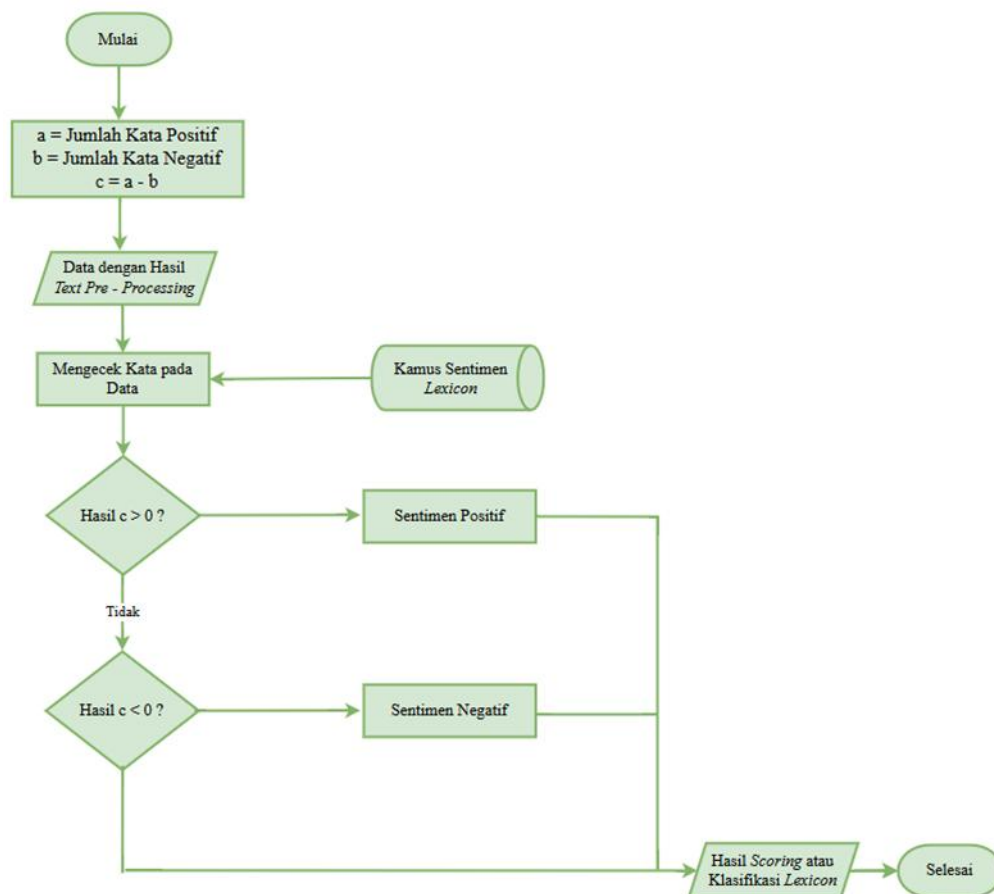 Mulai
a = Jumlah Kata Positif
b = Jumlah Kata Negatif
c = a - b
Data dengan Hasil
Text Pre - Processing
Mengecek Kata pada
Data
Kamus Sentimen
Lexicon
Hasil c > 0 ?
Sentimen Positif
Tidak
Hasil c < 0 ?
Sentimen Negatif
Hasil Scoring atau
Klasifikasi Lexicon
Selesai